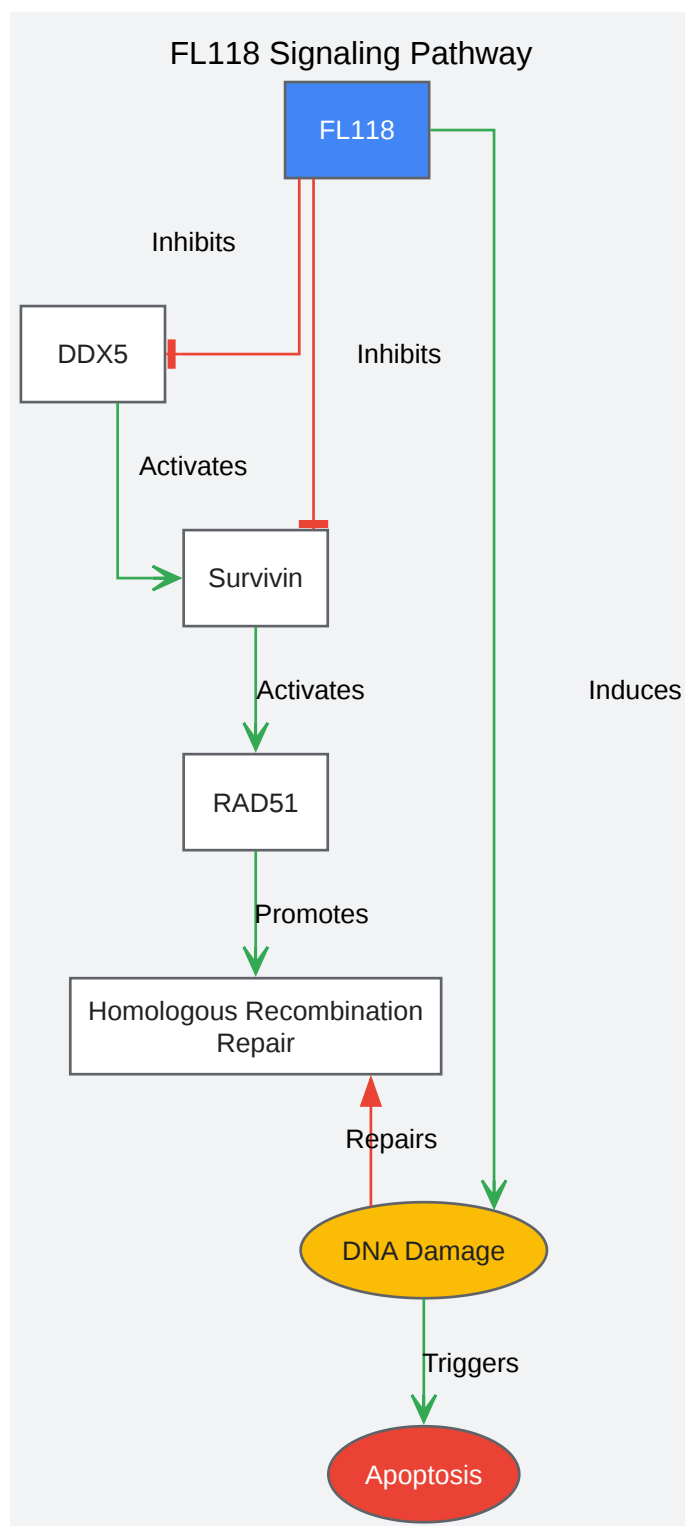 FL118 Signaling Pathway
FL118
Inhibits
DDX5
Inhibits
Activates
Survivin
Activates
Induces
RAD51
Promotes
Homologous Recombination
Repair
Repairs
DNA Damage
Triggers
Apoptosis